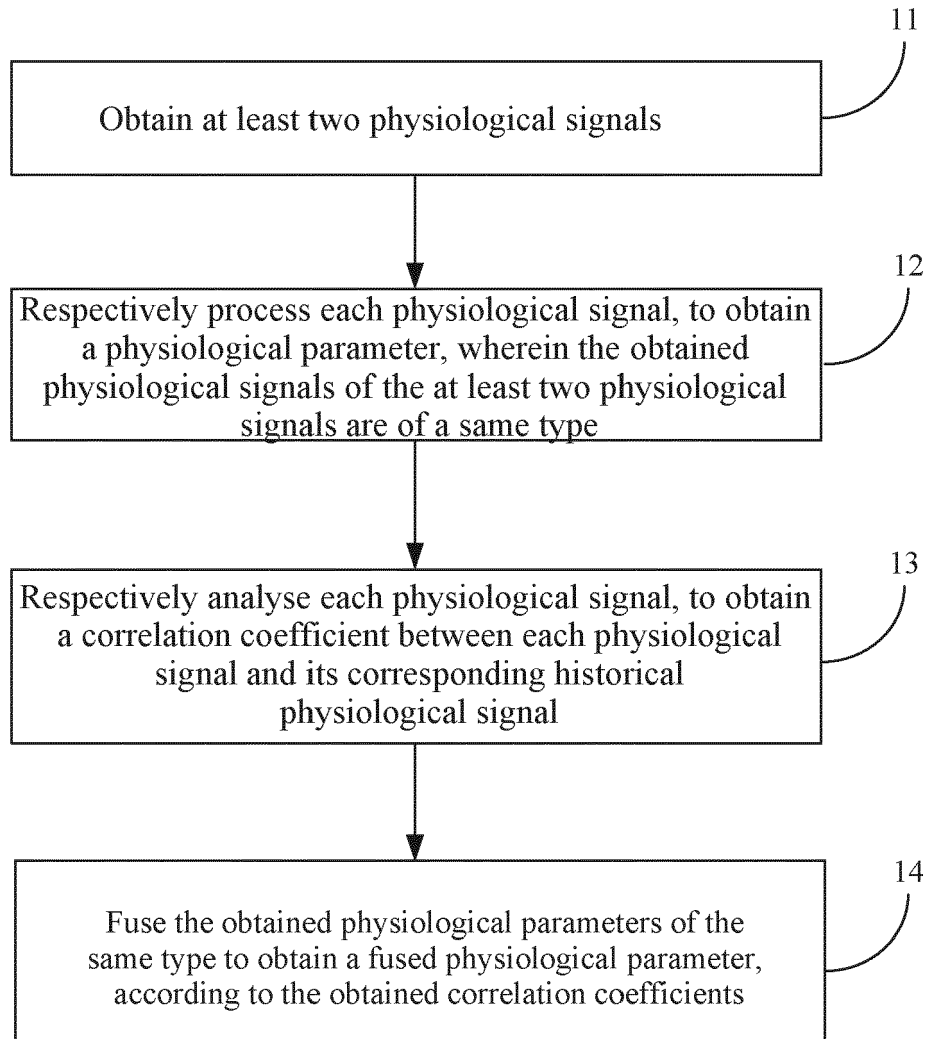 11
Obtain at least two physiological signals
12
Respectively process each physiological signal, to obtain
a physiological parameter, wherein the obtained
physiological signals of the at least two physiological
signals are of a same type
13
Respectively analyse each physiological signal, to obtain
a correlation coefficient between each physiological
signal and its corresponding historical
physiological signal
14
Fuse the obtained physiological parameters of the
same type to obtain a fused physiological parameter,
according to the obtained correlation coefficients